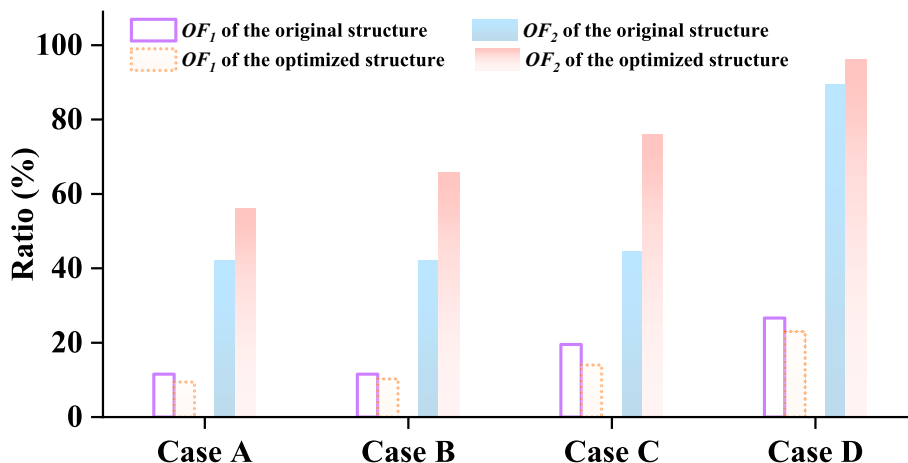 OF1 of the original structure
OF2 of the original structure
OF1 of the optimized structure
OF2 of the optimized structure
Ratio (%)
100
80
60
40
20
0
Case A
Case B
Case C
Case D